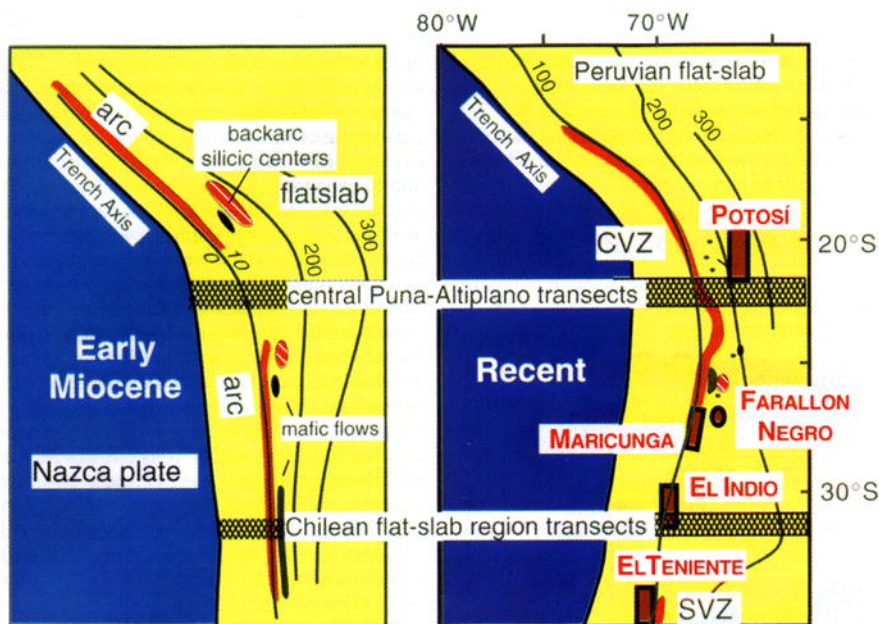 80°W
70°W
arc
backarc
silicic centers
flatslab
Trench Axis
0
10
200
300
central Puna-Altiplano transects
Early
Miocene
arc
mafic flows
Nazca plate
Chilean flat-slab region transects
Peruvian flat-slab
100
200
300
Trench Axis
POTOSÍ
CVZ
20°S
Recent
FARALLON
NEGRO
MARICUNGA
EL INDIO
30°S
EL TENIENTE
SVZ